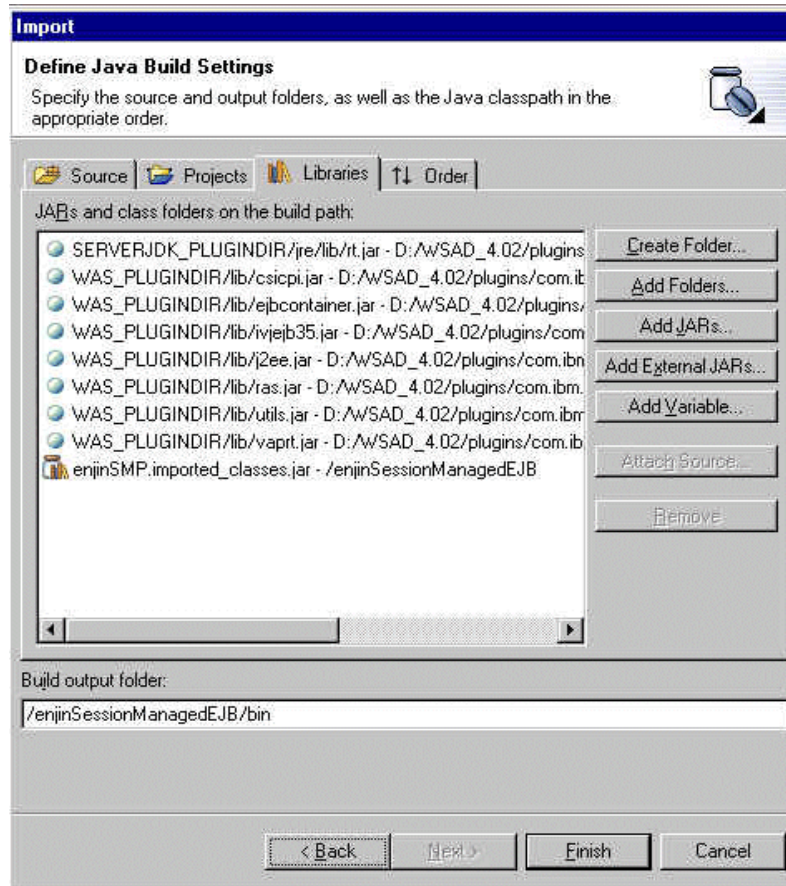 Import
Define Java Build Settings
Specify the source and output folders, as well as the Java classpath in the
appropriate order.
Source Projects Libraries Order
JARs and class folders on the build path:
SERVERJDK_PLUGINDIR/jre/lib/rt.jar - D:/WSAD_4.02/plugins
WAS_PLUGINDIR/lib/csicpi.jar - D:/WSAD_4.02/plugins/com.ib
WAS_PLUGINDIR/lib/ejbcontainer.jar - D:/WSAD_4.02/plugins/
WAS_PLUGINDIR/lib/ivjejb35.jar - D:/WSAD_4.02/plugins/com
WAS_PLUGINDIR/lib/j2ee.jar - D:/WSAD_4.02/plugins/com.ibm
WAS_PLUGINDIR/lib/ras.jar - D:/WSAD_4.02/plugins/com.ibm.
WAS_PLUGINDIR/lib/utils.jar - D:/WSAD_4.02/plugins/com.ibm
WAS_PLUGINDIR/lib/vaprt.jar - D:/WSAD_4.02/plugins/com.ib
enjinSMP.imported_classes.jar - /enjinSessionManagedEJB
Create Folder...
Add Folders...
Add JARs...
Add External JARs...
Add Variable...
Attach Source...
Remove
Build output folder:
/enjinSessionManagedEJB/bin
< Back Next > Finish Cancel